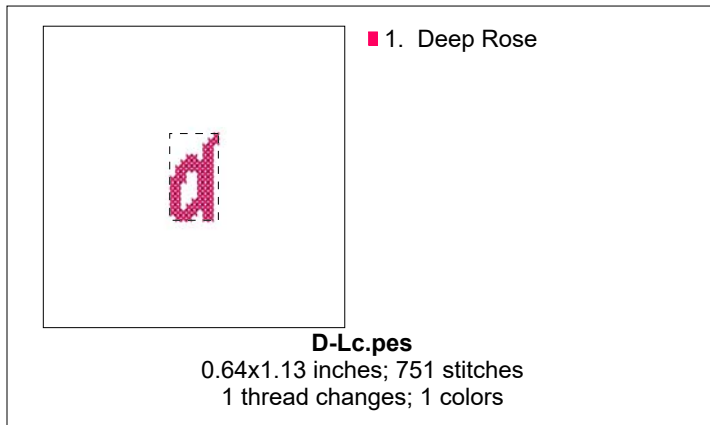 1. Deep Rose
d
D-Lc.pes
0.64x1.13 inches; 751 stitches
1 thread changes; 1 colors